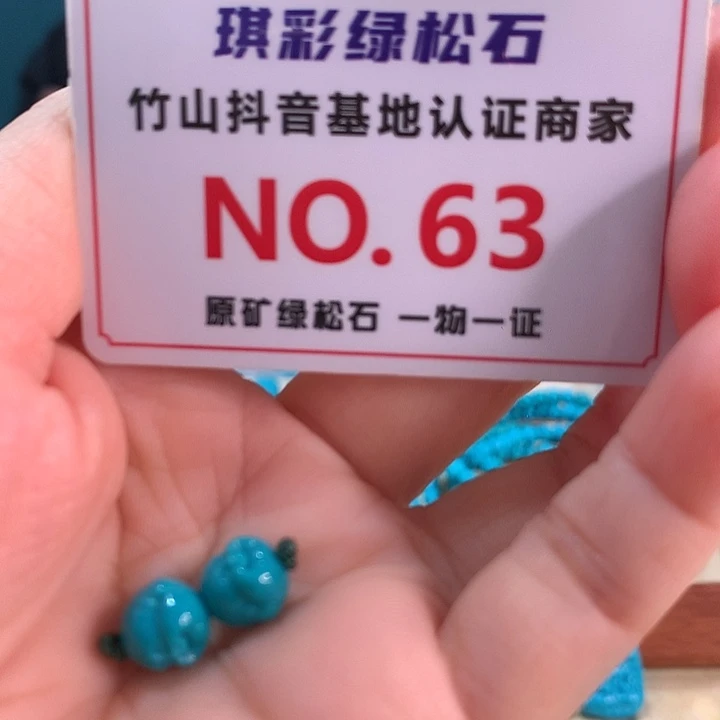 琪彩绿松石
竹山抖音基地认证商家
NO. 63
原矿绿松石 一物一证